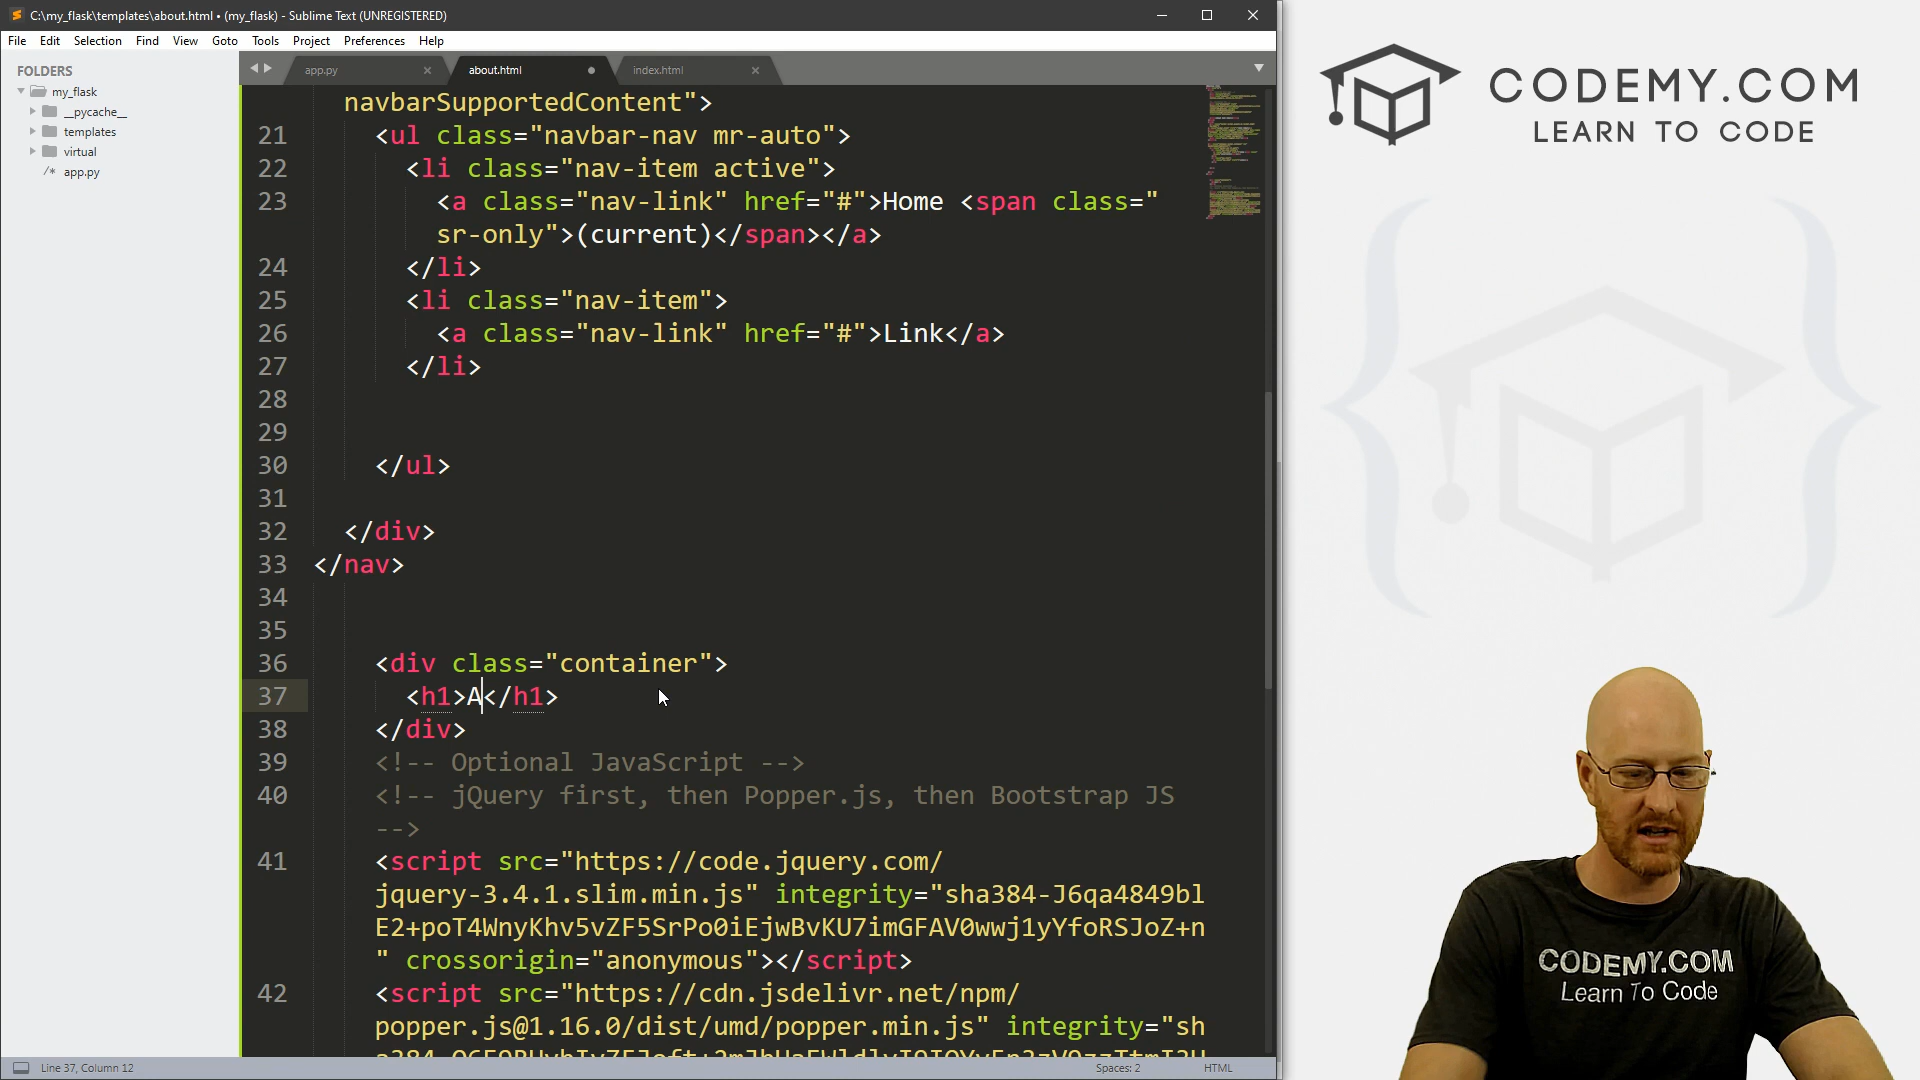 C:\my_flask\templates\about.html • (my_flask) - Sublime Text (UNREGISTERED)
File Edit Selection Find View Goto Tools Project Preferences Help
FOLDERS
my_flask
__pycache__
templates
virtual
/* app.py
app.py
about.html
index.html
navbarSupportedContent">
21 <ul class="navbar-nav mr-auto">
22 <li class="nav-item active">
23 <a class="nav-link" href="#">Home <span class="
sr-only">(current)</span></a>
24 </li>
25 <li class="nav-item">
26 <a class="nav-link" href="#">Link</a>
27 </li>
28
29
30 </ul>
31
32 </div>
33 </nav>
34
35
36 <div class="container">
37 <h1>A</h1>
38 </div>
39 <!-- Optional JavaScript -->
40 <!-- jQuery first, then Popper.js, then Bootstrap JS
-->
41 <script src="https://code.jquery.com/
jquery-3.4.1.slim.min.js" integrity="sha384-J6qa4849bl
E2+poT4WnyKhv5vZF5SrPo0iEjwBvKU7imGFAV0wwj1yYfoRSJoZ+n
" crossorigin="anonymous"></script>
42 <script src="https://cdn.jsdelivr.net/npm/
popper.js@1.16.0/dist/umd/popper.min.js" integrity="sh
Line 37, Column 12
Spaces: 2
HTML
CODEMY.COM
LEARN TO CODE
CODEMY.COM
Learn To Code